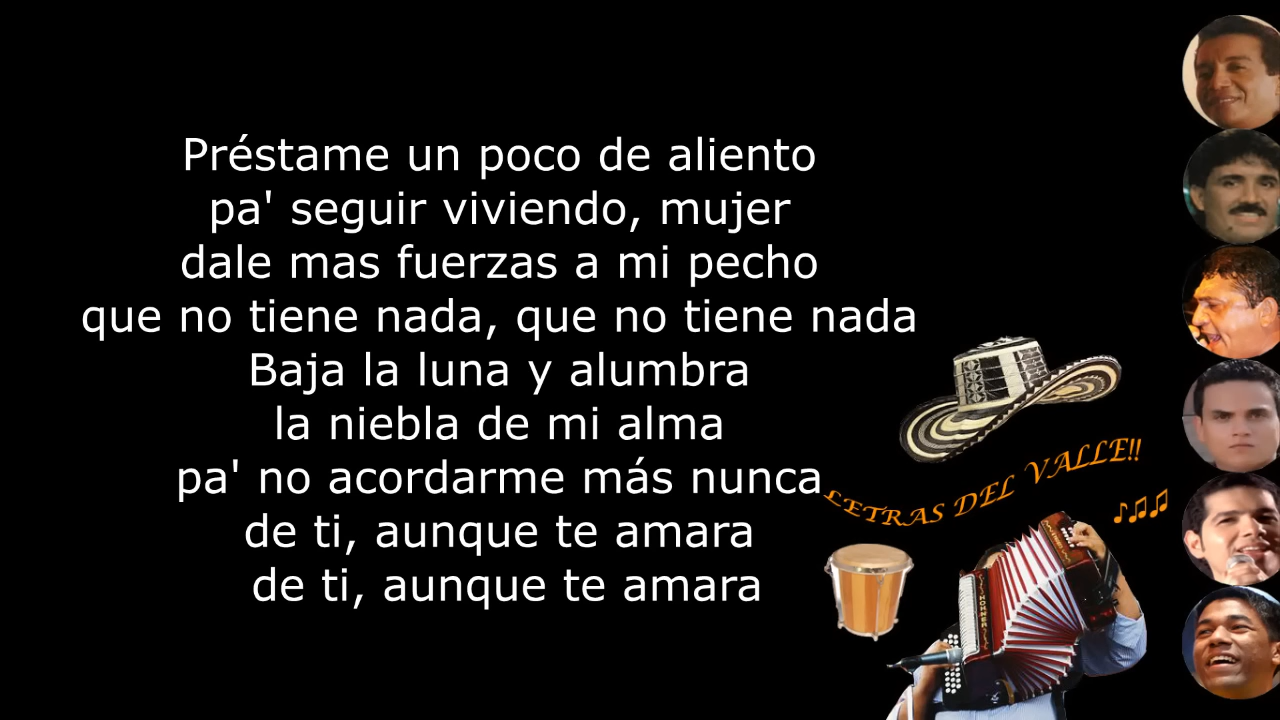 Préstame un poco de aliento
pa' seguir viviendo, mujer
dale mas fuerzas a mi pecho
que no tiene nada, que no tiene nada
Baja la luna y alumbra
la niebla de mi alma
pa' no acordarme más nunca
de ti, aunque te amara
de ti, aunque te amara
LETRAS DEL VALLE!!
HOHNER